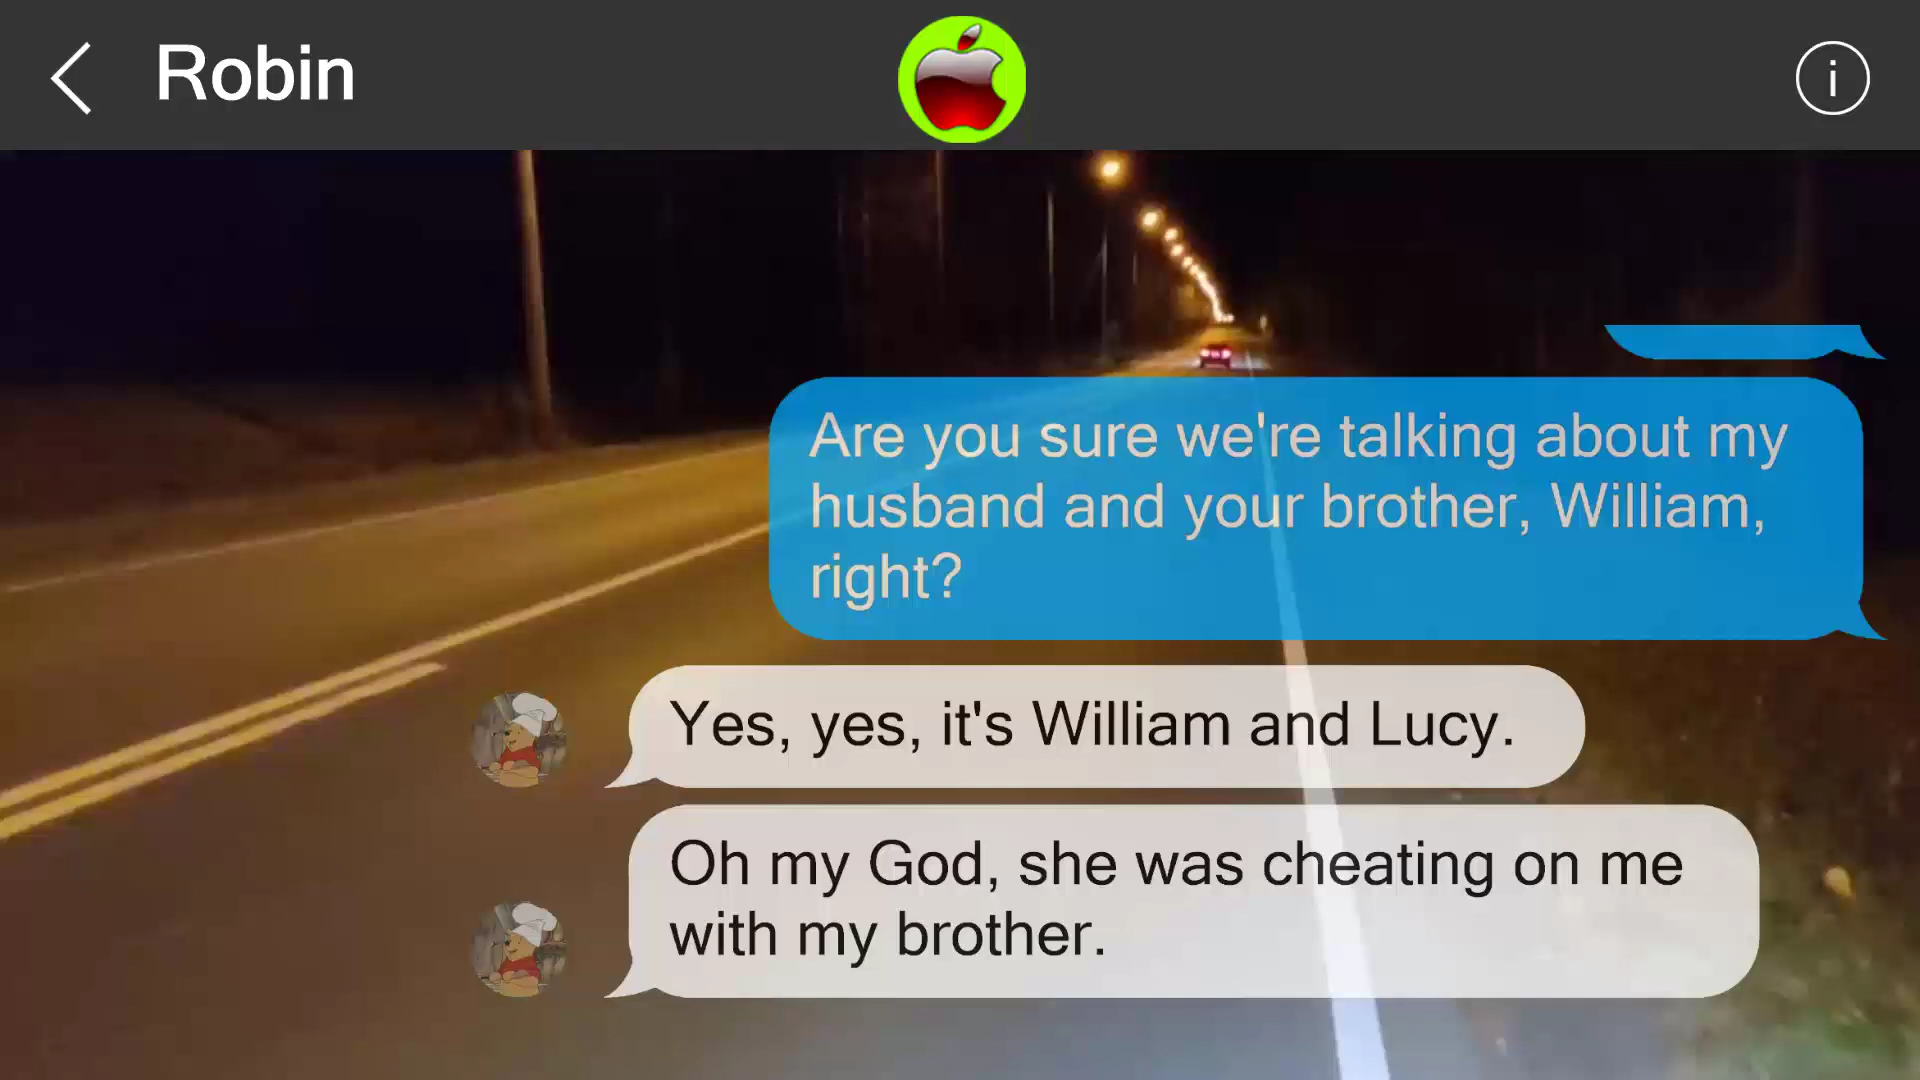 Robin
i
Are you sure we're talking about my
husband and your brother, William,
right?
Yes, yes, it's William and Lucy.
Oh my God, she was cheating on me
with my brother.